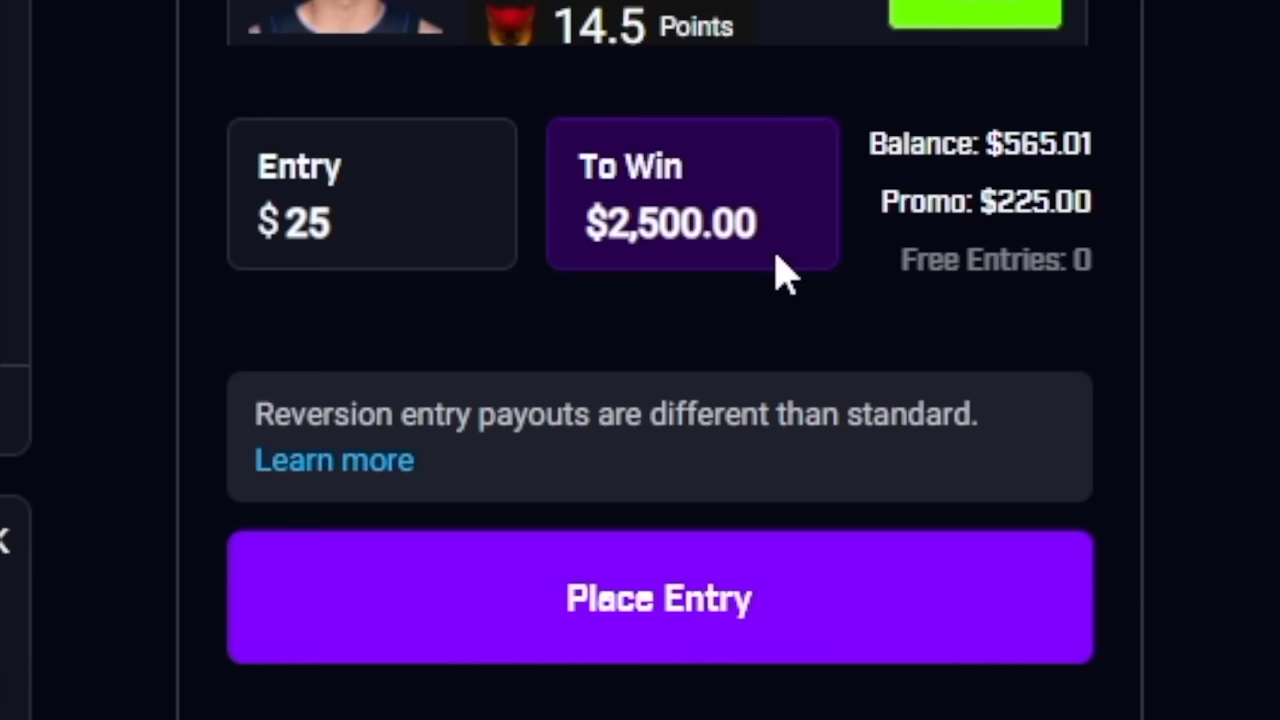 14.5 Points
Entry
$ 25
To Win
$2,500.00
Balance: $565.01
Promo: $225.00
Free Entries: 0
Reversion entry payouts are different than standard.
Learn more
Place Entry